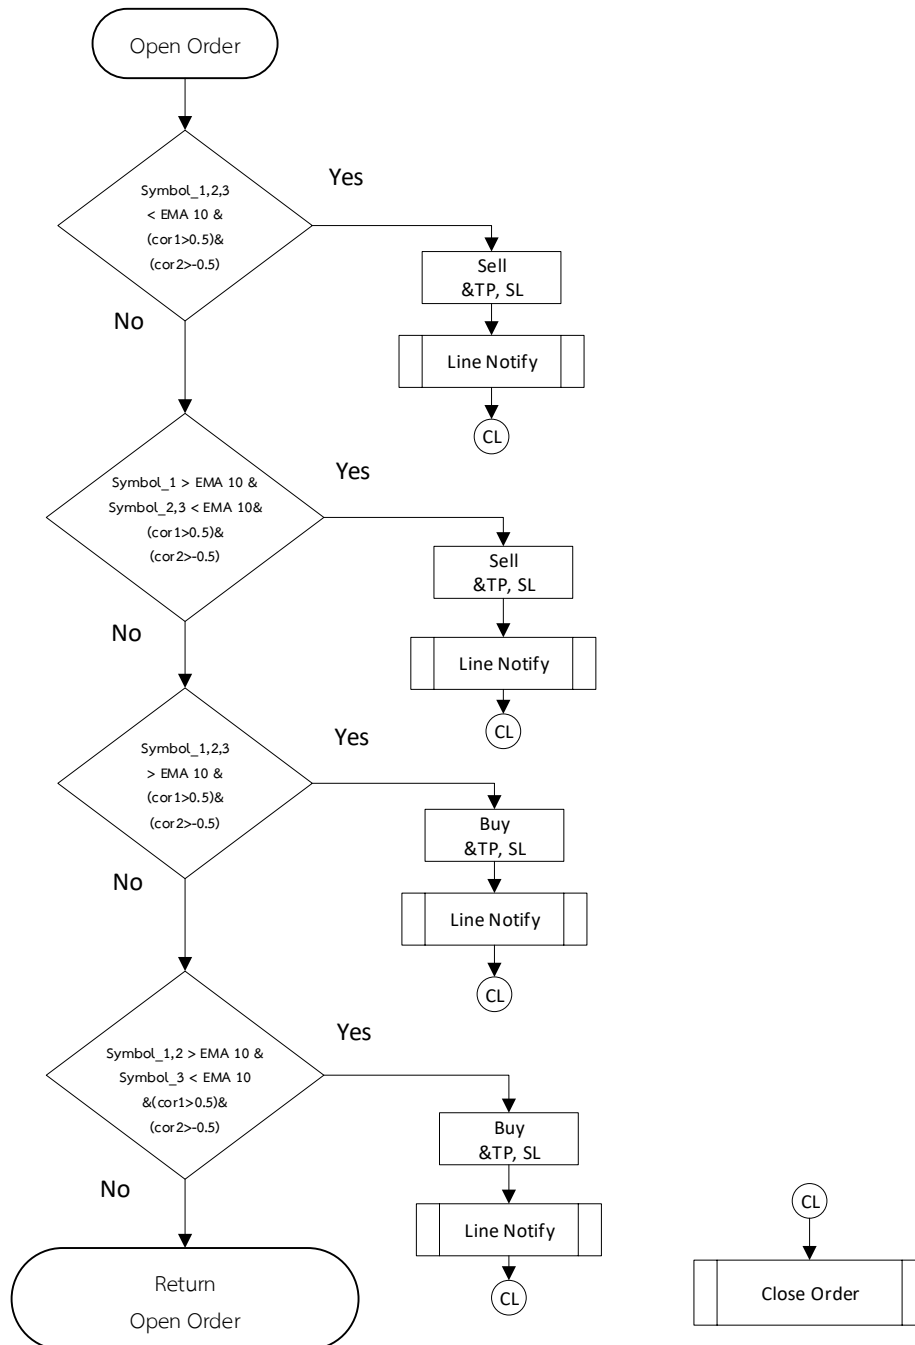 Open Order
Symbol_1,2,3
< EMA 10 &
(cor1>0.5)&
(cor2>-0.5)
Yes
Sell
&TP, SL
No
Line Notify
CL
Symbol_1 > EMA 10 &
Symbol_2,3 < EMA 10&
(cor1>0.5)&
(cor2>-0.5)
Yes
Sell
&TP, SL
No
Line Notify
CL
Symbol_1,2,3
> EMA 10 &
(cor1>0.5)&
(cor2>-0.5)
Yes
Buy
&TP, SL
No
Line Notify
CL
Symbol_1,2 > EMA 10 &
Symbol_3 < EMA 10
&(cor1>0.5)&
(cor2>-0.5)
Yes
Buy
&TP, SL
No
Line Notify
CL
Return
Open Order
CL
Close Order